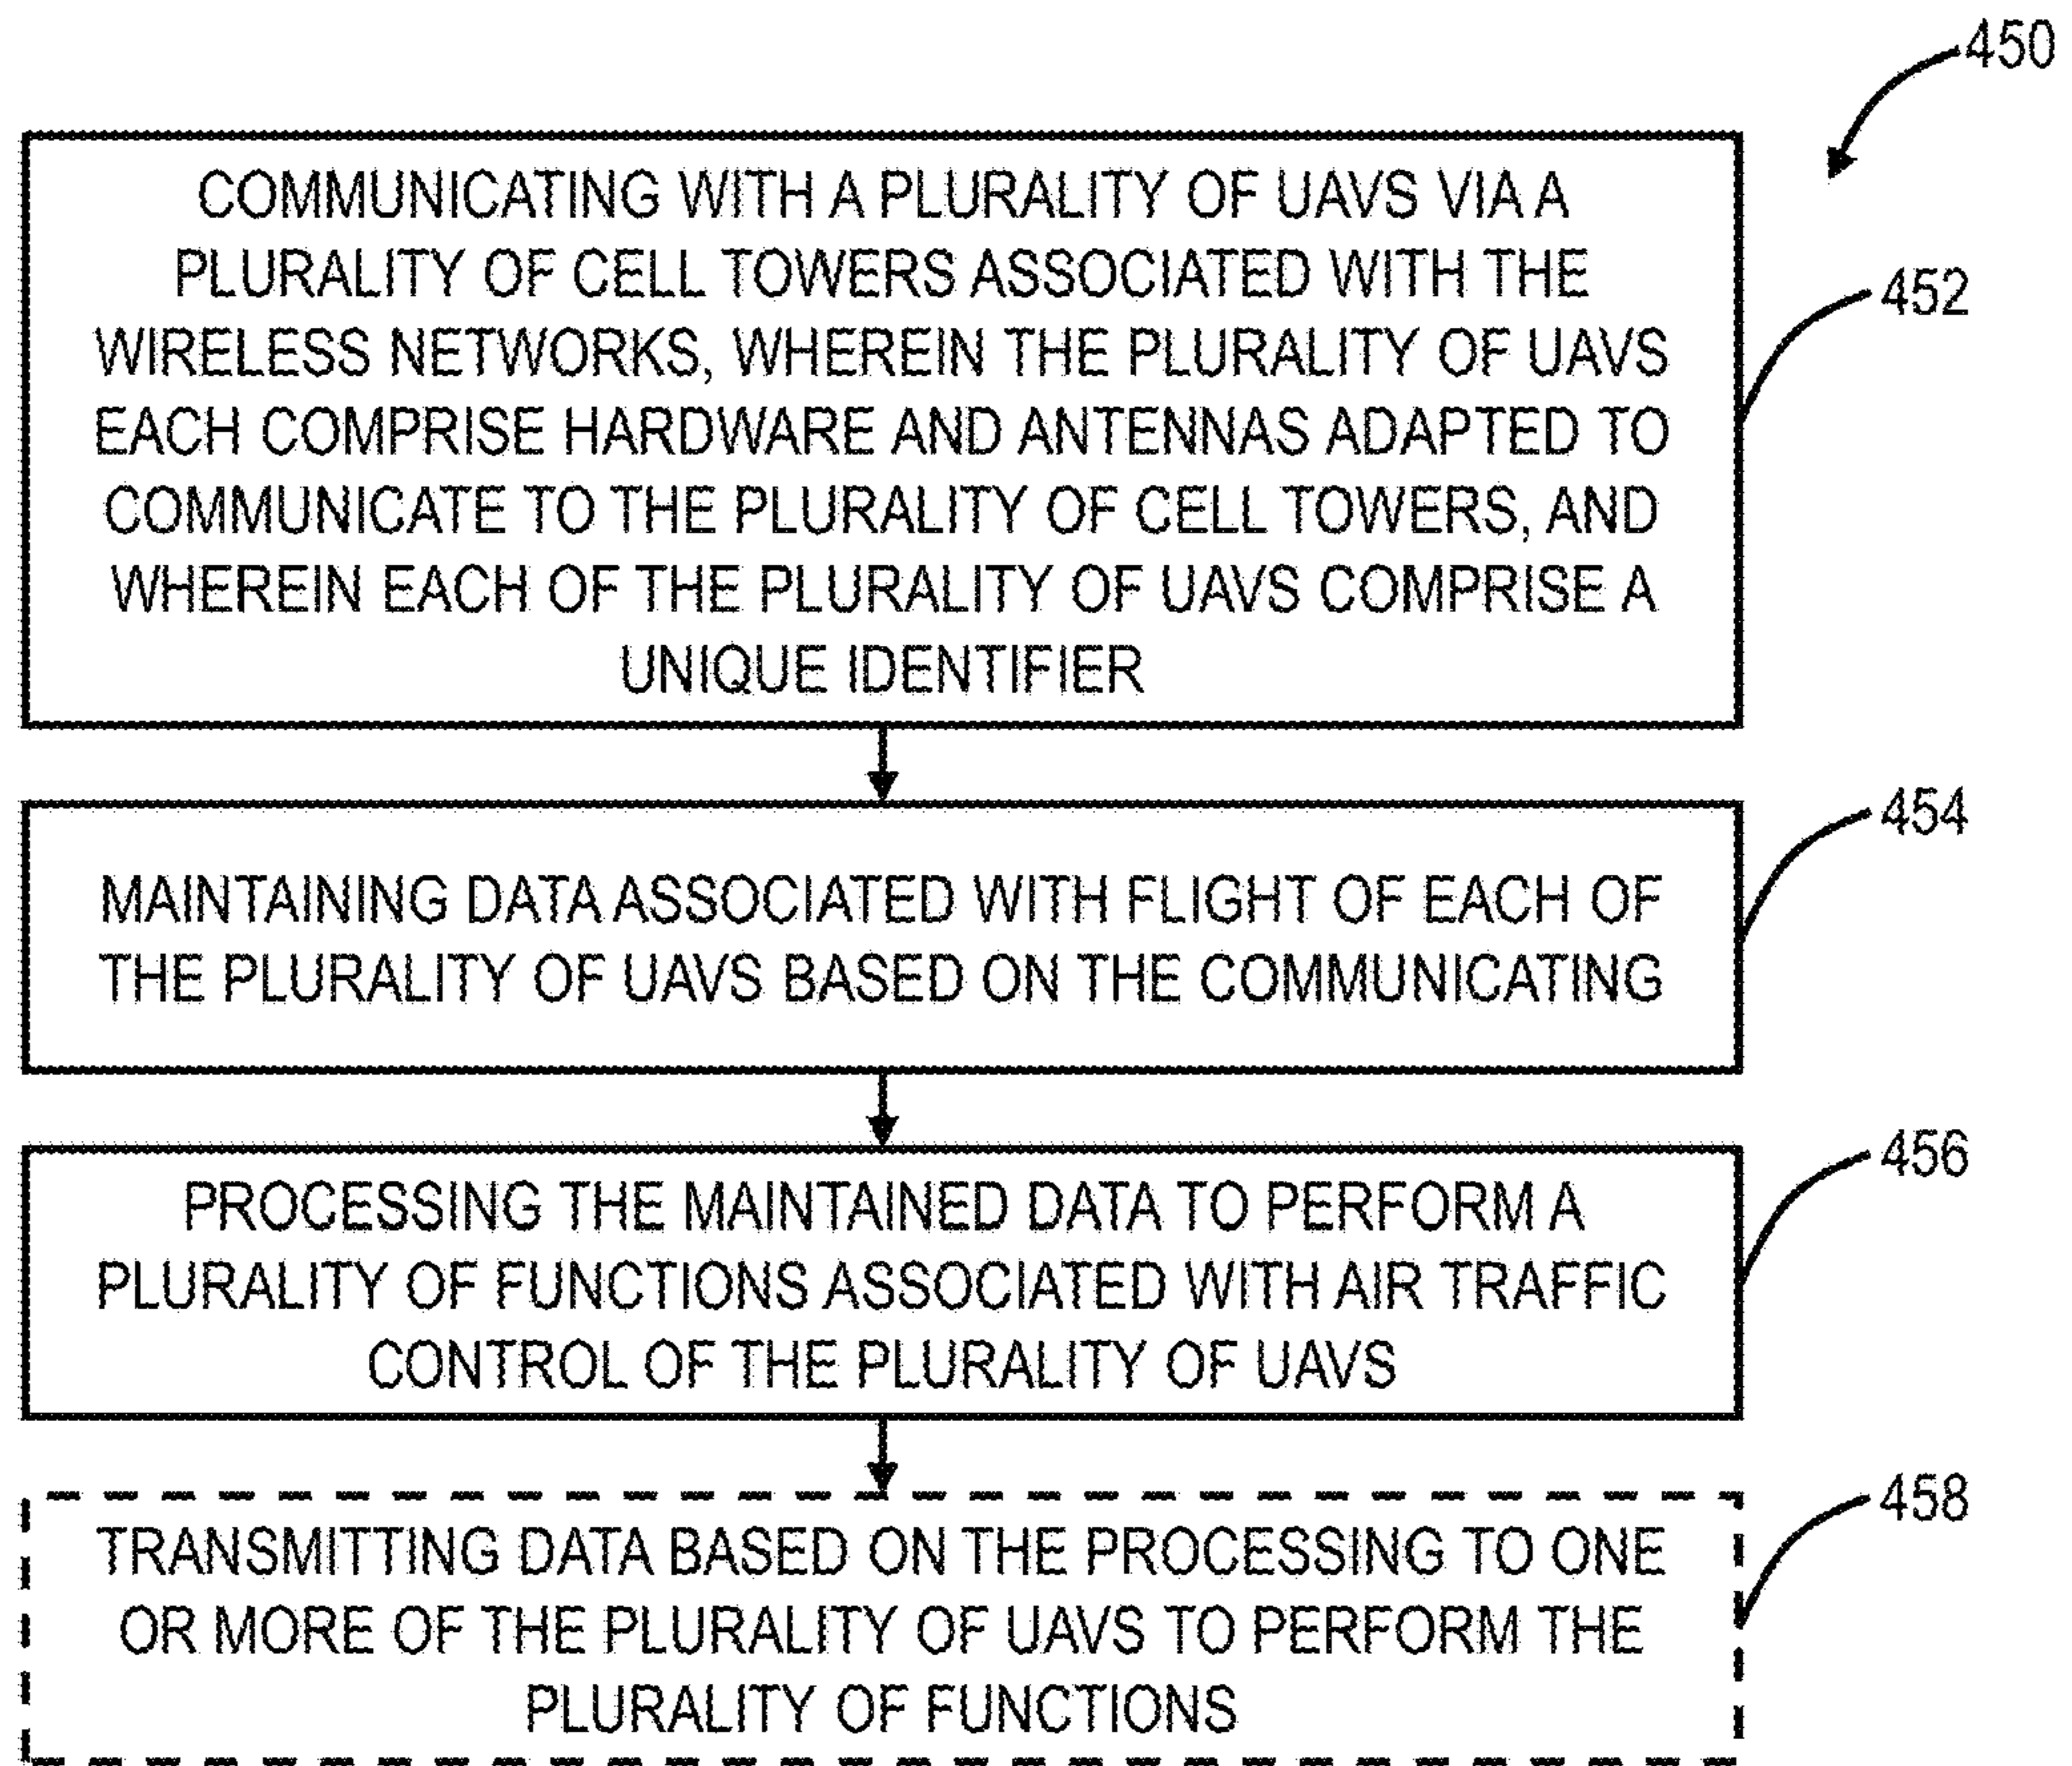 450
COMMUNICATING WITH A PLURALITY OF UAVS VIA A
PLURALITY OF CELL TOWERS ASSOCIATED WITH THE
WIRELESS NETWORKS, WHEREIN THE PLURALITY OF UAVS
EACH COMPRISE HARDWARE AND ANTENNAS ADAPTED TO
COMMUNICATE TO THE PLURALITY OF CELL TOWERS, AND
WHEREIN EACH OF THE PLURALITY OF UAVS COMPRISE A
UNIQUE IDENTIFIER
452
MAINTAINING DATA ASSOCIATED WITH FLIGHT OF EACH OF
THE PLURALITY OF UAVS BASED ON THE COMMUNICATING
454
PROCESSING THE MAINTAINED DATA TO PERFORM A
PLURALITY OF FUNCTIONS ASSOCIATED WITH AIR TRAFFIC
CONTROL OF THE PLURALITY OF UAVS
456
TRANSMITTING DATA BASED ON THE PROCESSING TO ONE
OR MORE OF THE PLURALITY OF UAVS TO PERFORM THE
PLURALITY OF FUNCTIONS
458